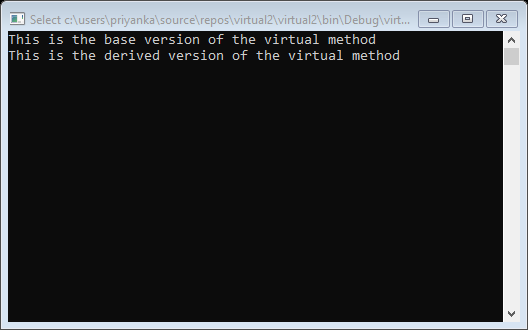 Select c:\users\priyanka\source\repos\virtual2\virtual2\bin\Debug\virt...
This is the base version of the virtual method
This is the derived version of the virtual method